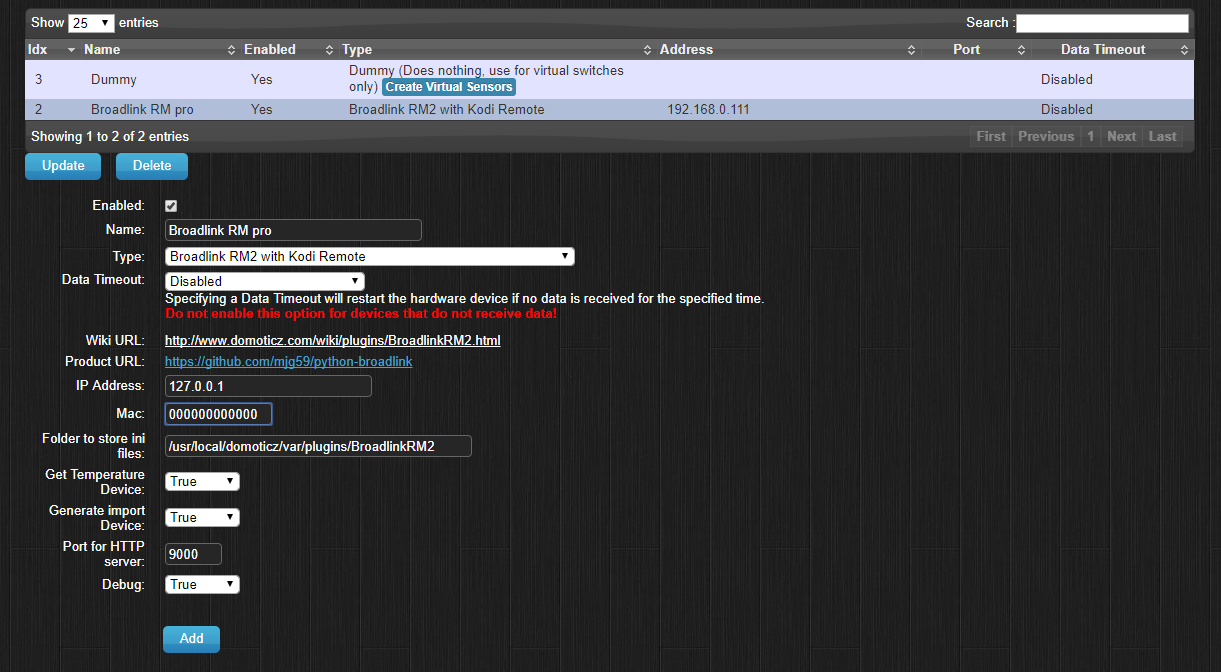 Show 25 entries Search :
Idx Name Enabled Type Address Port Data Timeout
3 Dummy Yes Dummy (Does nothing, use for virtual switches
only) Create Virtual Sensors Disabled
2 Broadlink RM pro Yes Broadlink RM2 with Kodi Remote 192.168.0.111 Disabled
Showing 1 to 2 of 2 entries First Previous 1 Next Last
Update Delete
Enabled:
Name: Broadlink RM pro
Type: Broadlink RM2 with Kodi Remote
Data Timeout: Disabled
Specifying a Data Timeout will restart the hardware device if no data is received for the specified time.
Do not enable this option for devices that do not receive data!
Wiki URL: http://www.domoticz.com/wiki/plugins/BroadlinkRM2.html
Product URL: https://github.com/mjg59/python-broadlink
IP Address: 127.0.0.1
Mac: 000000000000
Folder to store ini
files: /usr/local/domoticz/var/plugins/BroadlinkRM2
Get Temperature
Device: True
Generate import
Device: True
Port for HTTP
server: 9000
Debug: True
Add